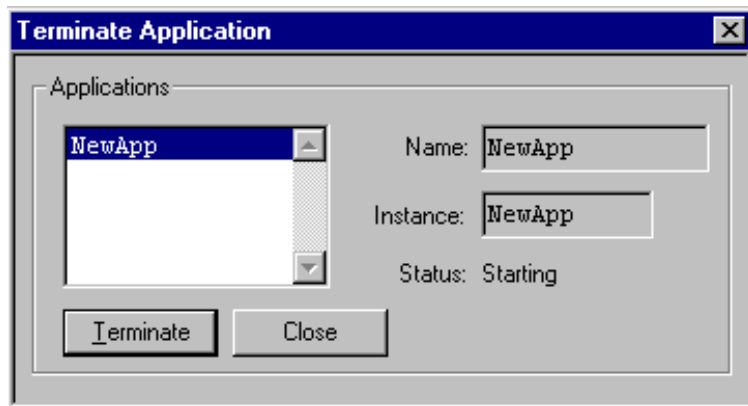 Terminate Application
Applications
NewApp
Name: NewApp
Instance: NewApp
Status: Starting
Terminate Close